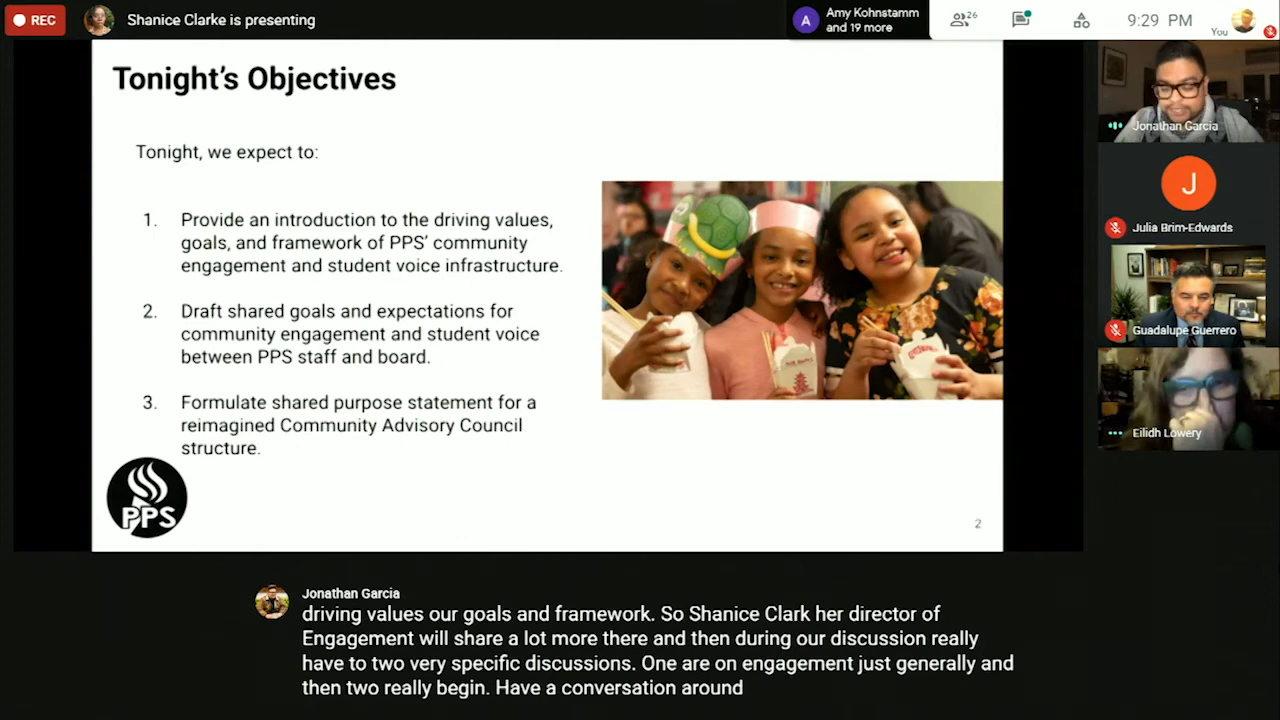 REC
Shanice Clarke is presenting
A
Amy Kohnstamm
and 19 more
26
9:29 PM
You
Tonight's Objectives
Tonight, we expect to:
1. Provide an introduction to the driving values,
goals, and framework of PPS' community
engagement and student voice infrastructure.
2. Draft shared goals and expectations for
community engagement and student voice
between PPS staff and board.
3. Formulate shared purpose statement for a
reimagined Community Advisory Council
structure.
PPS
2
Jonathan Garcia
J
Julia Brim-Edwards
Guadalupe Guerrero
Eilidh Lowery
Jonathan Garcia
driving values our goals and framework. So Shanice Clark her director of
Engagement will share a lot more there and then during our discussion really
have to two very specific discussions. One are on engagement just generally and
then two really begin. Have a conversation around